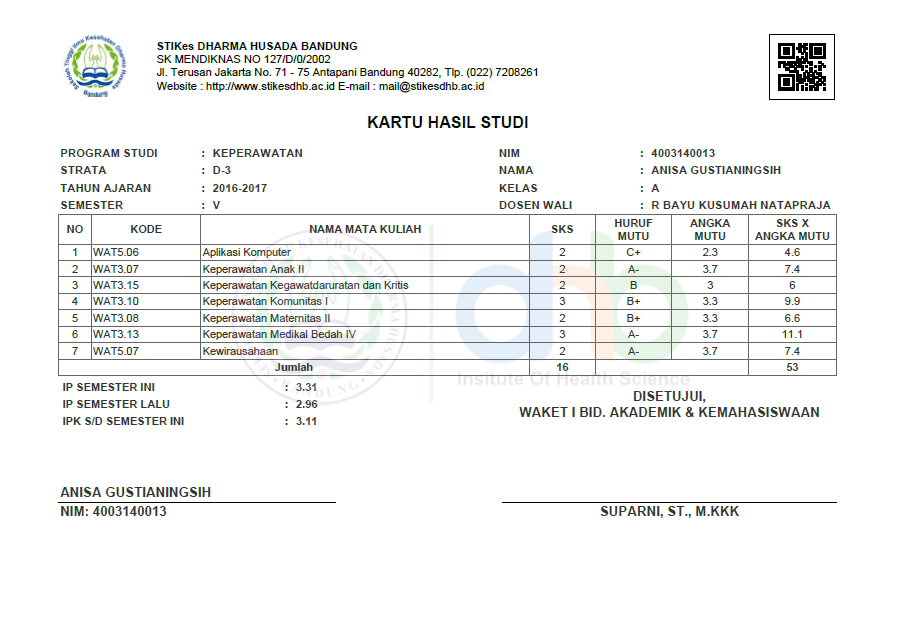 Sekolah Tinggi Ilmu Kesehatan Dharma Husada
Bandung
STIKes DHARMA HUSADA BANDUNG
SK MENDIKNAS NO 127/D/0/2002
Jl. Terusan Jakarta No. 71 - 75 Antapani Bandung 40282, Tlp. (022) 7208261
Website : http://www.stikesdhb.ac.id E-mail : mail@stikesdhb.ac.id
KARTU HASIL STUDI
PROGRAM STUDI : KEPERAWATAN NIM : 4003140013
STRATA : D-3 NAMA : ANISA GUSTIANINGSIH
TAHUN AJARAN : 2016-2017 KELAS : A
SEMESTER : V DOSEN WALI : R BAYU KUSUMAH NATAPRAJA
NO KODE NAMA MATA KULIAH SKS HURUF MUTU ANGKA MUTU SKS X ANGKA MUTU
1 WAT5.06 Aplikasi Komputer 2 C+ 2.3 4.6
2 WAT3.07 Keperawatan Anak II 2 A- 3.7 7.4
3 WAT3.15 Keperawatan Kegawatdaruratan dan Kritis 2 B 3 6
4 WAT3.10 Keperawatan Komunitas I 3 B+ 3.3 9.9
5 WAT3.08 Keperawatan Maternitas II 2 B+ 3.3 6.6
6 WAT3.13 Keperawatan Medikal Bedah IV 3 A- 3.7 11.1
7 WAT5.07 Kewirausahaan 2 A- 3.7 7.4
Jumlah 16 53
dhb
Insitute Of Health Science
IP SEMESTER INI : 3.31
IP SEMESTER LALU : 2.96
IPK S/D SEMESTER INI : 3.11
DISETUJUI,
WAKET I BID. AKADEMIK & KEMAHASISWAAN
ANISA GUSTIANINGSIH
NIM: 4003140013
SUPARNI, ST., M.KKK